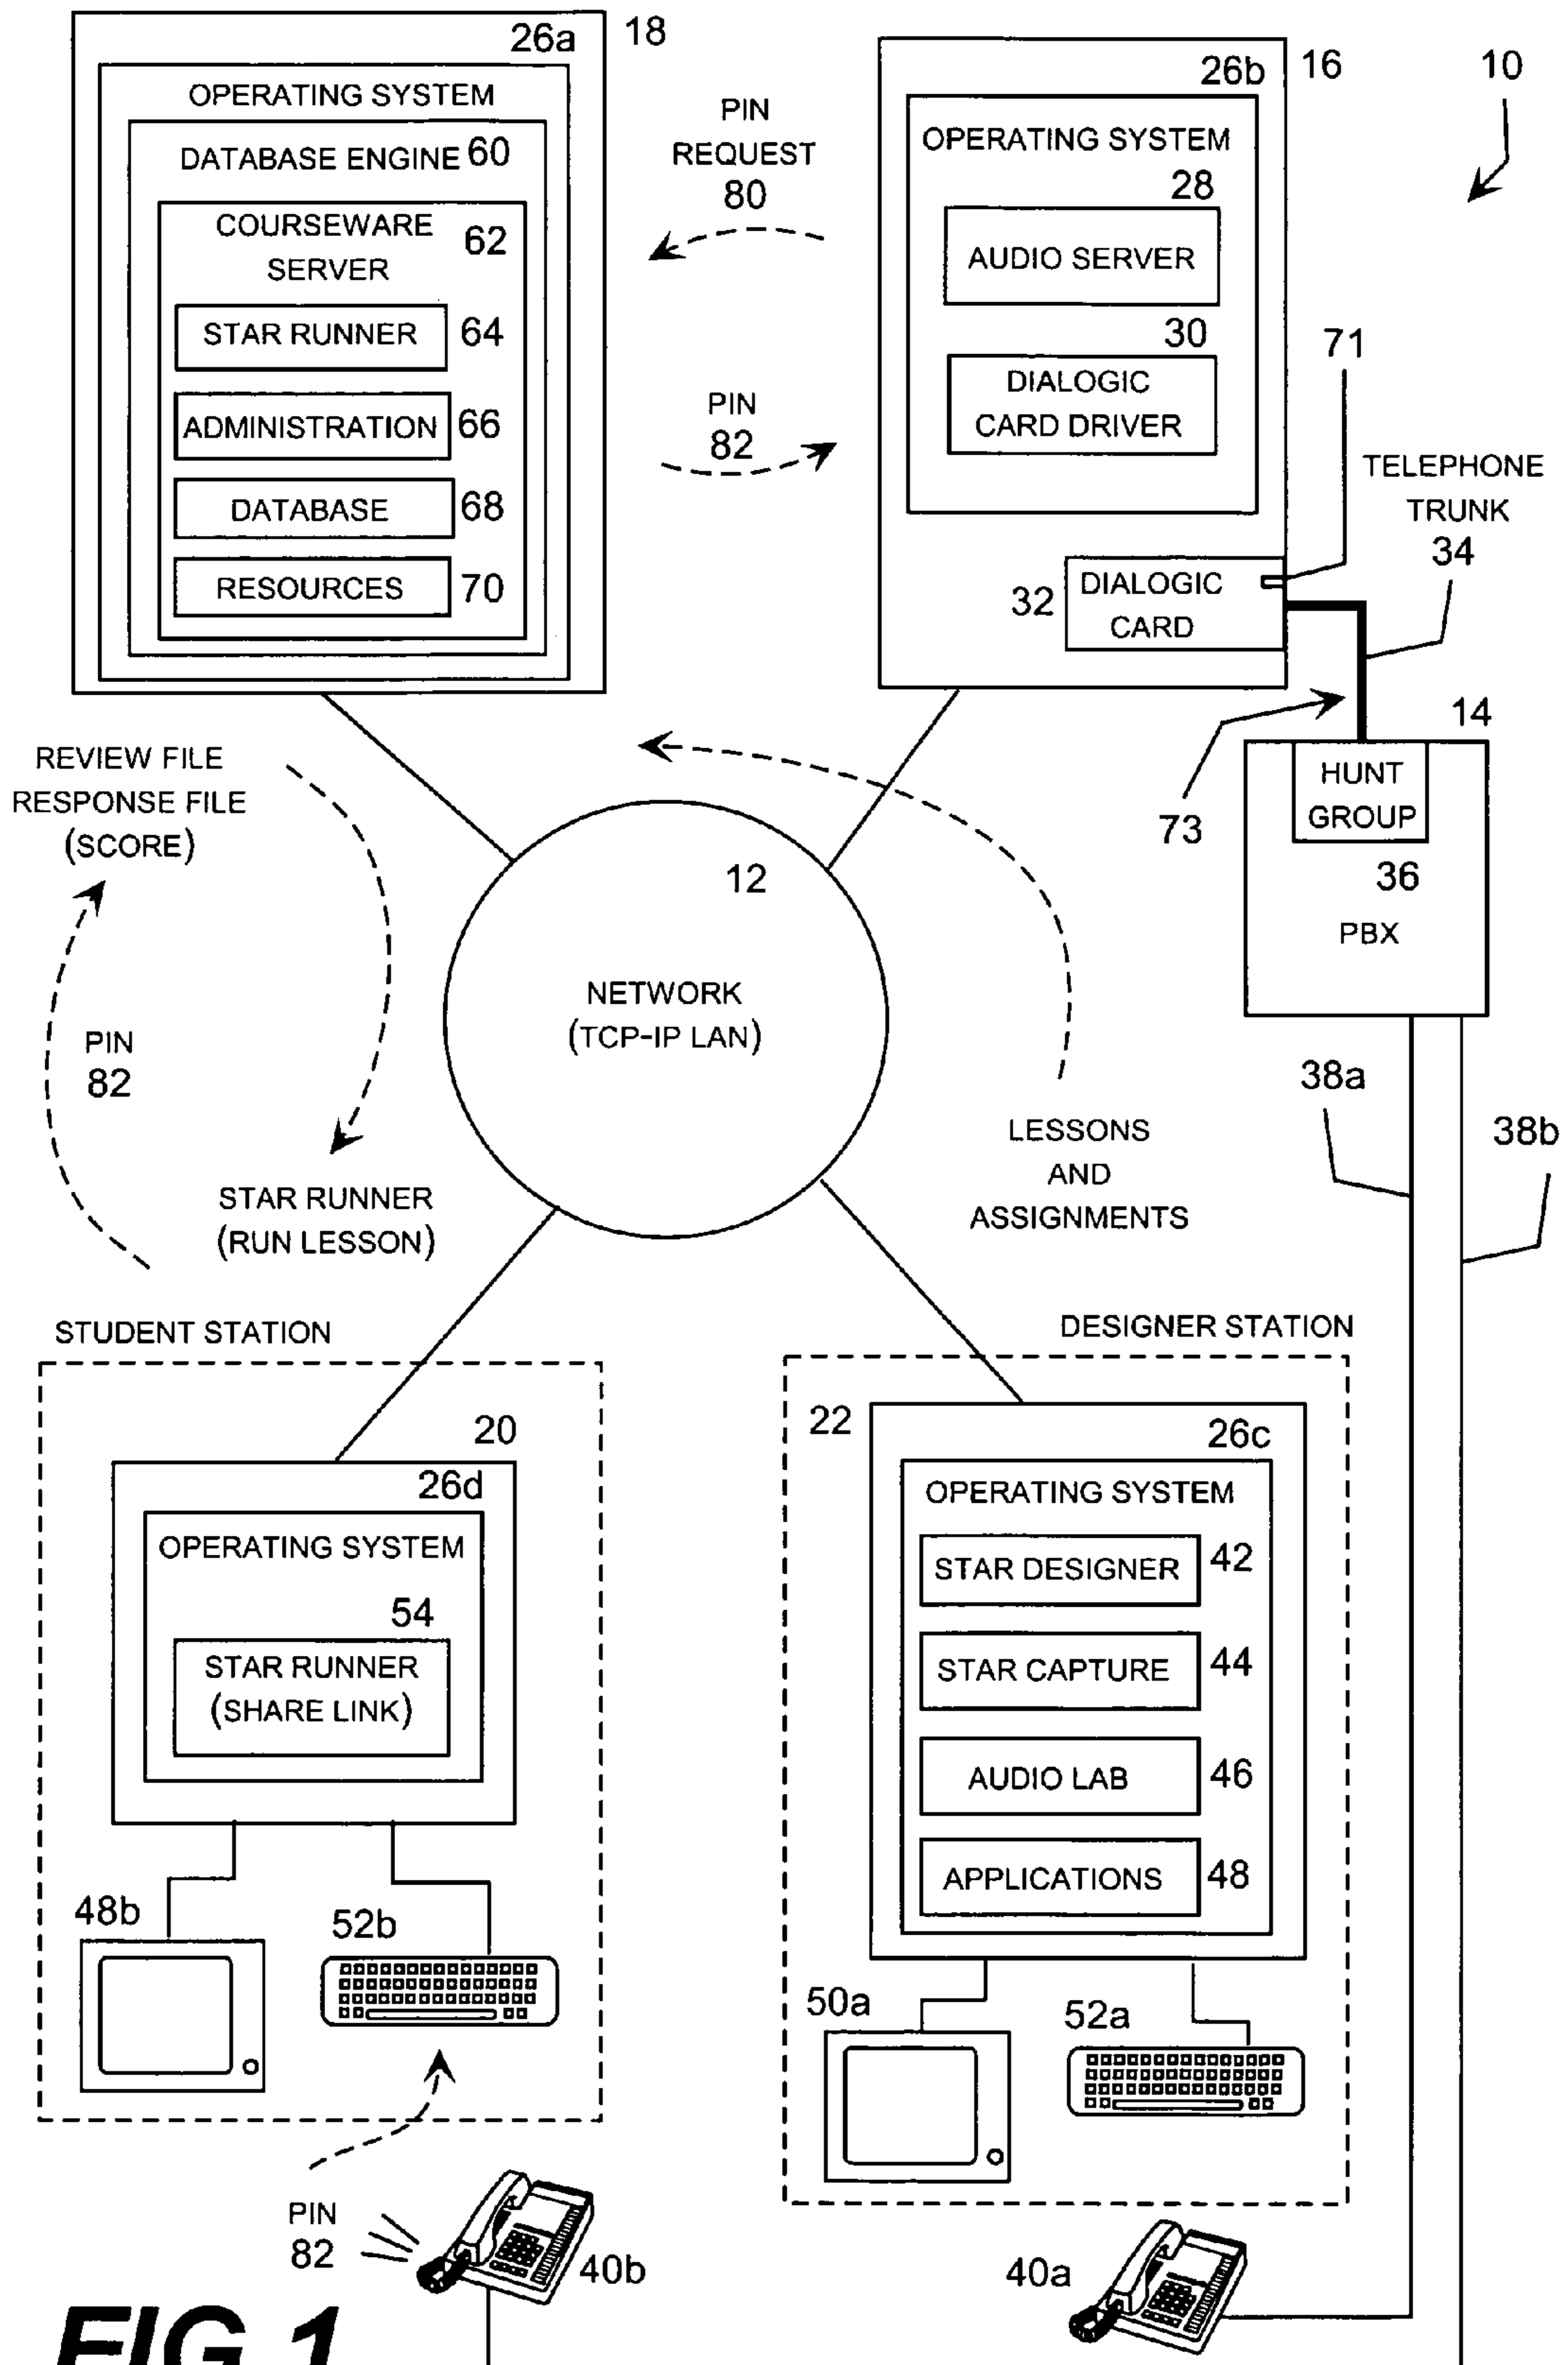 26a
18
OPERATING SYSTEM
DATABASE ENGINE 60
COURSEWARE
SERVER
62
STAR RUNNER
64
ADMINISTRATION
66
DATABASE
68
RESOURCES
70
PIN
REQUEST
80
PIN
82
26b
16
10
OPERATING SYSTEM
28
AUDIO SERVER
30
DIALOGIC
CARD DRIVER
71
TELEPHONE
TRUNK
34
32
DIALOGIC
CARD
73
14
HUNT
GROUP
36
PBX
REVIEW FILE
RESPONSE FILE
(SCORE)
12
NETWORK
(TCP-IP LAN)
PIN
82
STAR RUNNER
(RUN LESSON)
LESSONS
AND
ASSIGNMENTS
38a
38b
STUDENT STATION
20
26d
OPERATING SYSTEM
54
STAR RUNNER
(SHARE LINK)
48b
52b
PIN
82
40b
DESIGNER STATION
22
26c
OPERATING SYSTEM
STAR DESIGNER
42
STAR CAPTURE
44
AUDIO LAB
46
APPLICATIONS
48
50a
52a
40a
FIG 1